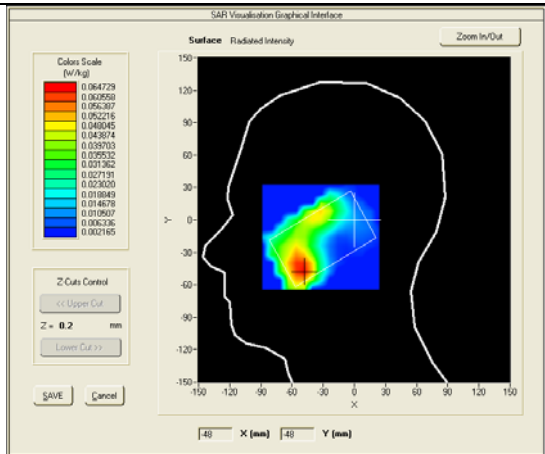 SAR Visualisation Graphical Interface
Surface Radiated Intensity
Zoom In/Out
Colors Scale
(W/kg)
0.064729
0.060558
0.056387
0.052216
0.048045
0.043874
0.039703
0.035532
0.031362
0.027191
0.023020
0.018849
0.014678
0.010507
0.006336
0.002165
Z Cuts Control
<< Upper Cut
Z = 0.2 mm
Lower Cut >>
SAVE
Cancel
150-
120-
90-
60-
30-
0-
-30-
-60-
-90-
-120-
-150-
Y
-150 -120 -90 -60 -30 0 30 60 90 120 150
X
-48 X (mm) -48 Y (mm)